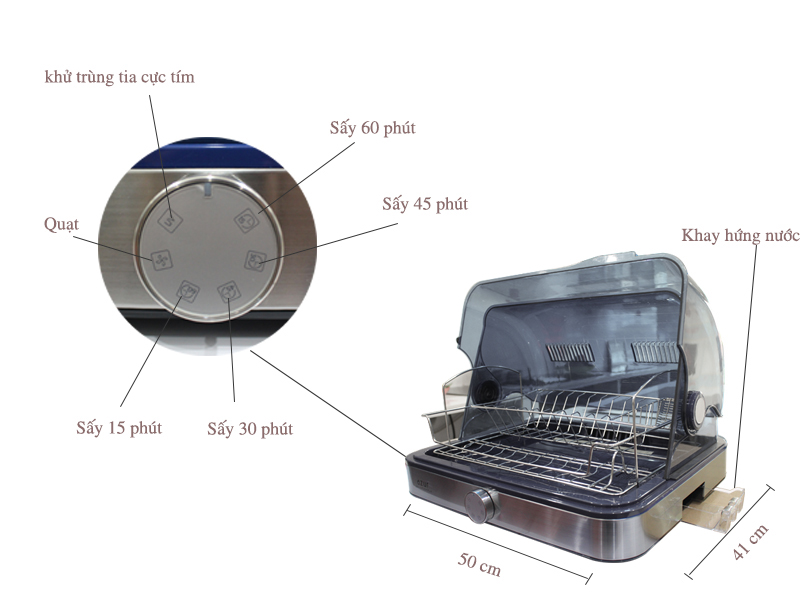 khử trùng tia cực tím
Sấy 60 phút
Sấy 45 phút
Quạt
Khay hứng nước
UV
Sấy 15 phút
Sấy 30 phút
50 cm
41 cm